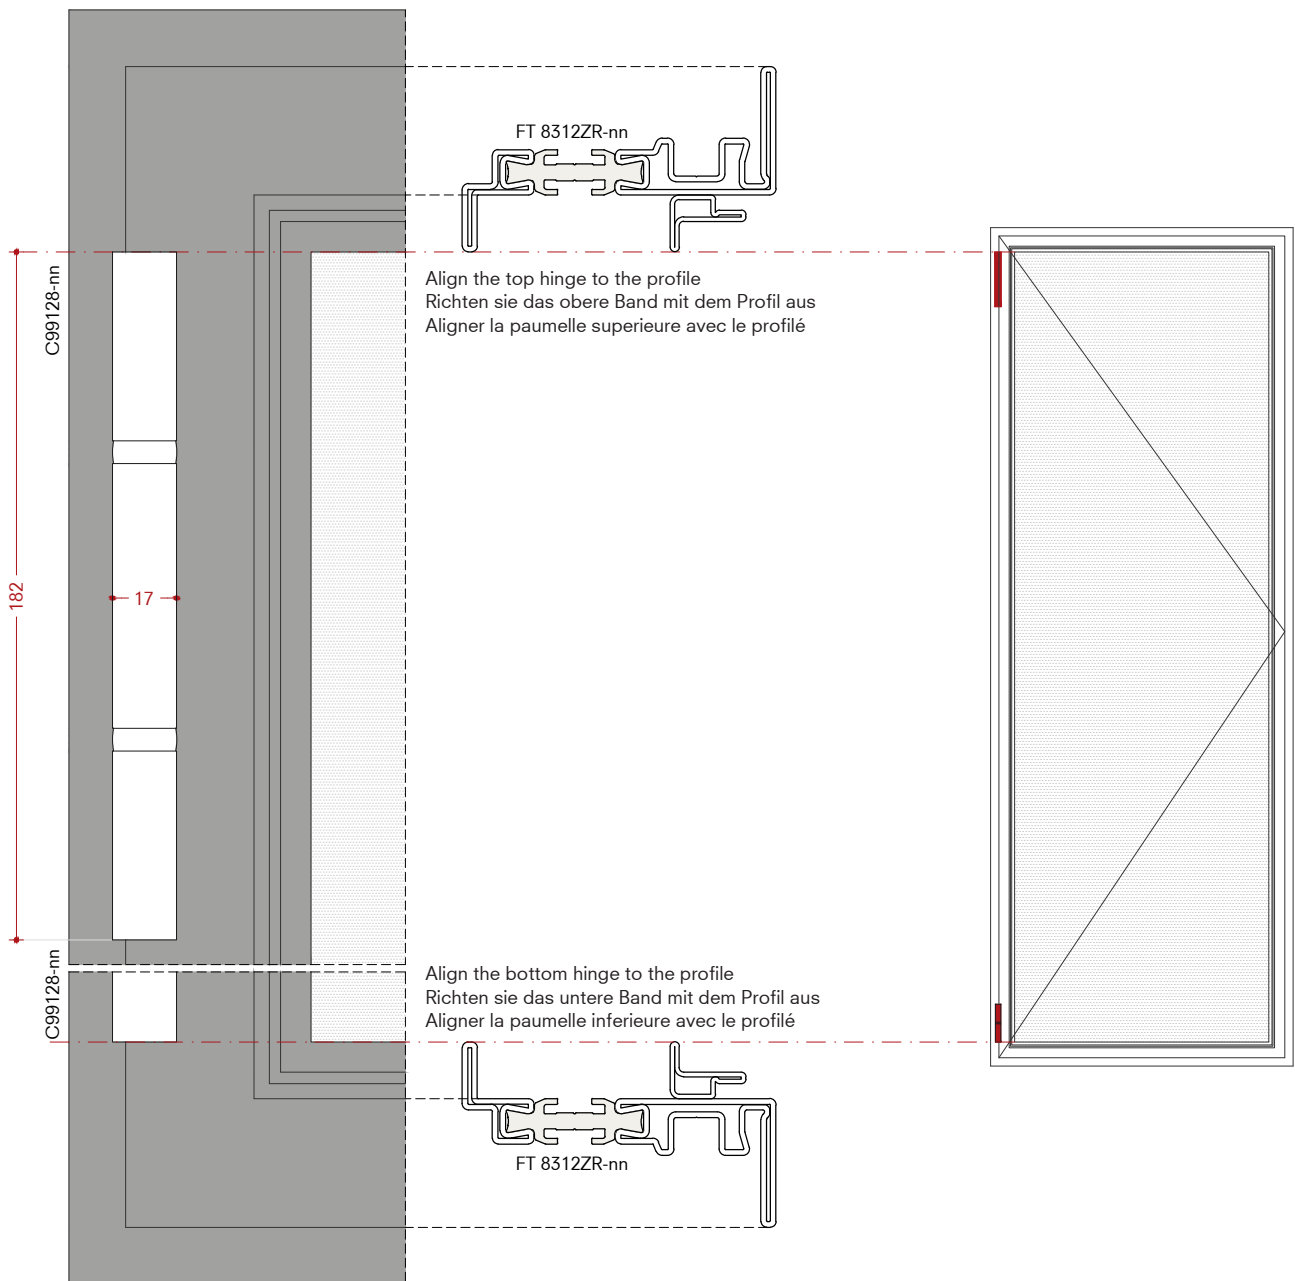 FT 8312ZR-nn
C99128-nn
Align the top hinge to the profile
Richten sie das obere Band mit dem Profil aus
Aligner la paumelle superieure avec le profilé
182
17
C99128-nn
Align the bottom hinge to the profile
Richten sie das untere Band mit dem Profil aus
Aligner la paumelle inferieure avec le profilé
FT 8312ZR-nn